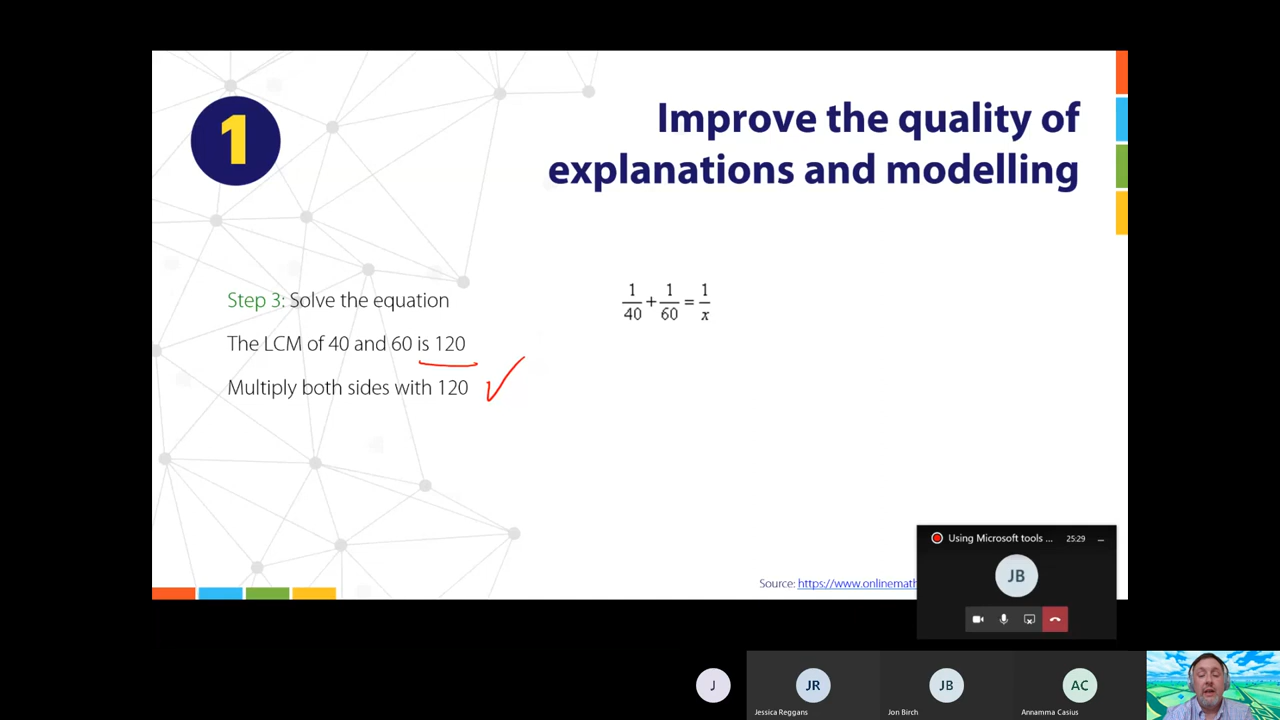 1
Improve the quality of
explanations and modelling
Step 3: Solve the equation
1/40 + 1/60 = 1/x
The LCM of 40 and 60 is 120
Multiply both sides with 120
Using Microsoft tools ...
25:29
JB
Source: https://www.onlinemath
J
JR
JB
AC
Jessica Reggans
Jon Birch
Annamma Casius